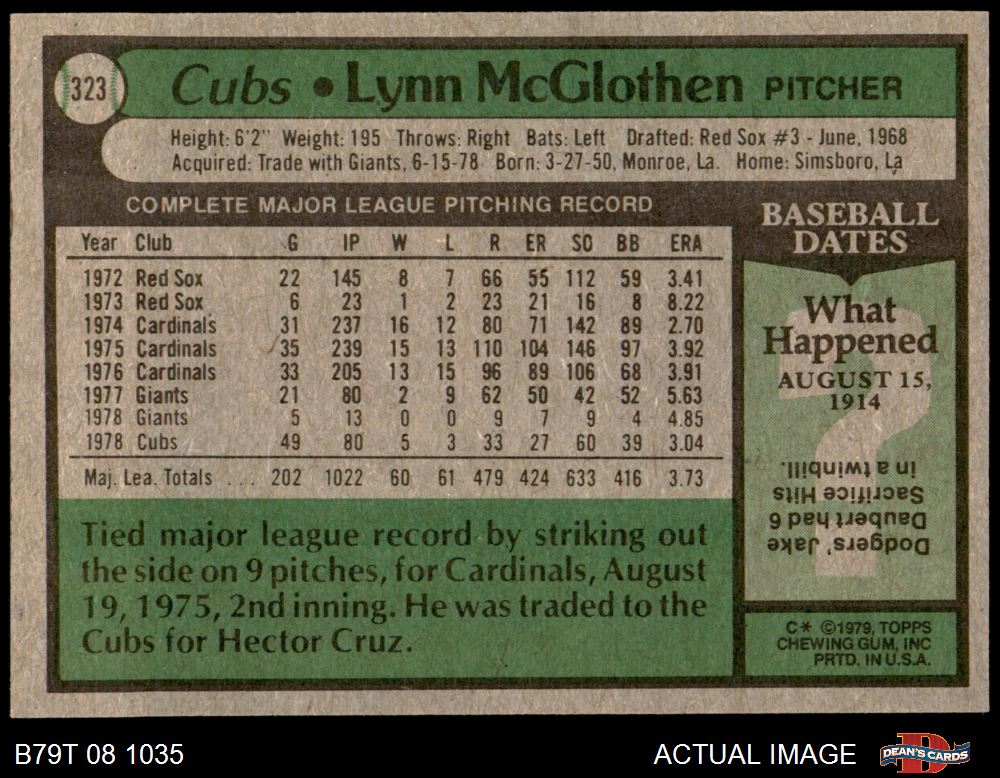 323
Cubs • Lynn McGlothen PITCHER
Height: 6'2" Weight: 195 Throws: Right Bats: Left Drafted: Red Sox #3 - June, 1968
Acquired: Trade with Giants, 6-15-78 Born: 3-27-50, Monroe, La. Home: Simsboro, La
COMPLETE MAJOR LEAGUE PITCHING RECORD
Year Club G IP W L R ER SO BB ERA
1972 Red Sox 22 145 8 7 66 55 112 59 3.41
1973 Red Sox 6 23 1 2 23 21 16 8 8.22
1974 Cardinals 31 237 16 12 80 71 142 89 2.70
1975 Cardinals 35 239 15 13 110 104 146 97 3.92
1976 Cardinals 33 205 13 15 96 89 106 68 3.91
1977 Giants 21 80 2 9 62 50 42 52 5.63
1978 Giants 5 13 0 0 9 7 9 4 4.85
1978 Cubs 49 80 5 3 33 27 60 39 3.04
Maj. Lea. Totals . . . 202 1022 60 61 479 424 633 416 3.73
Tied major league record by striking out
the side on 9 pitches, for Cardinals, August
19, 1975, 2nd inning. He was traded to the
Cubs for Hector Cruz.
BASEBALL
DATES
What
Happened
AUGUST 15,
1914
?
Dodgers' Jake
Daubert had 6
Sacrifice Hits
in a twinbill.
C* ©1979, TOPPS
CHEWING GUM, INC
PRTD. IN U.S.A.
B79T 08 1035
ACTUAL IMAGE
D
DEAN'S CARDS